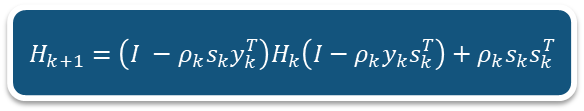 H_{k+1} = (I − ρ_k s_k y_k^T) H_k (I − ρ_k y_k s_k^T) + ρ_k s_k s_k^T